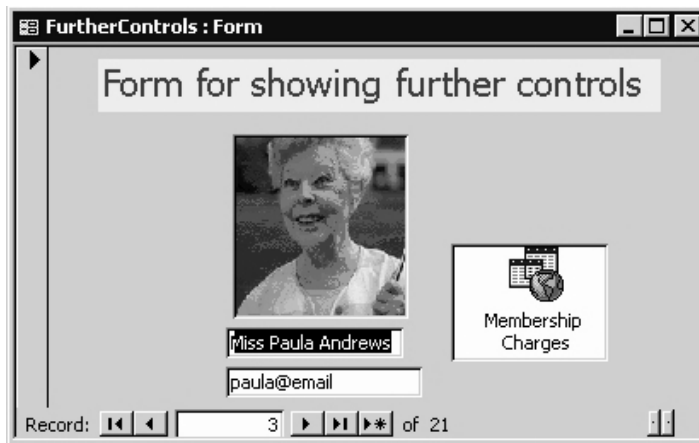 FurtherControls : Form
Form for showing further controls
Membership
Charges
Miss Paula Andrews
paula@email
Record: 3 of 21